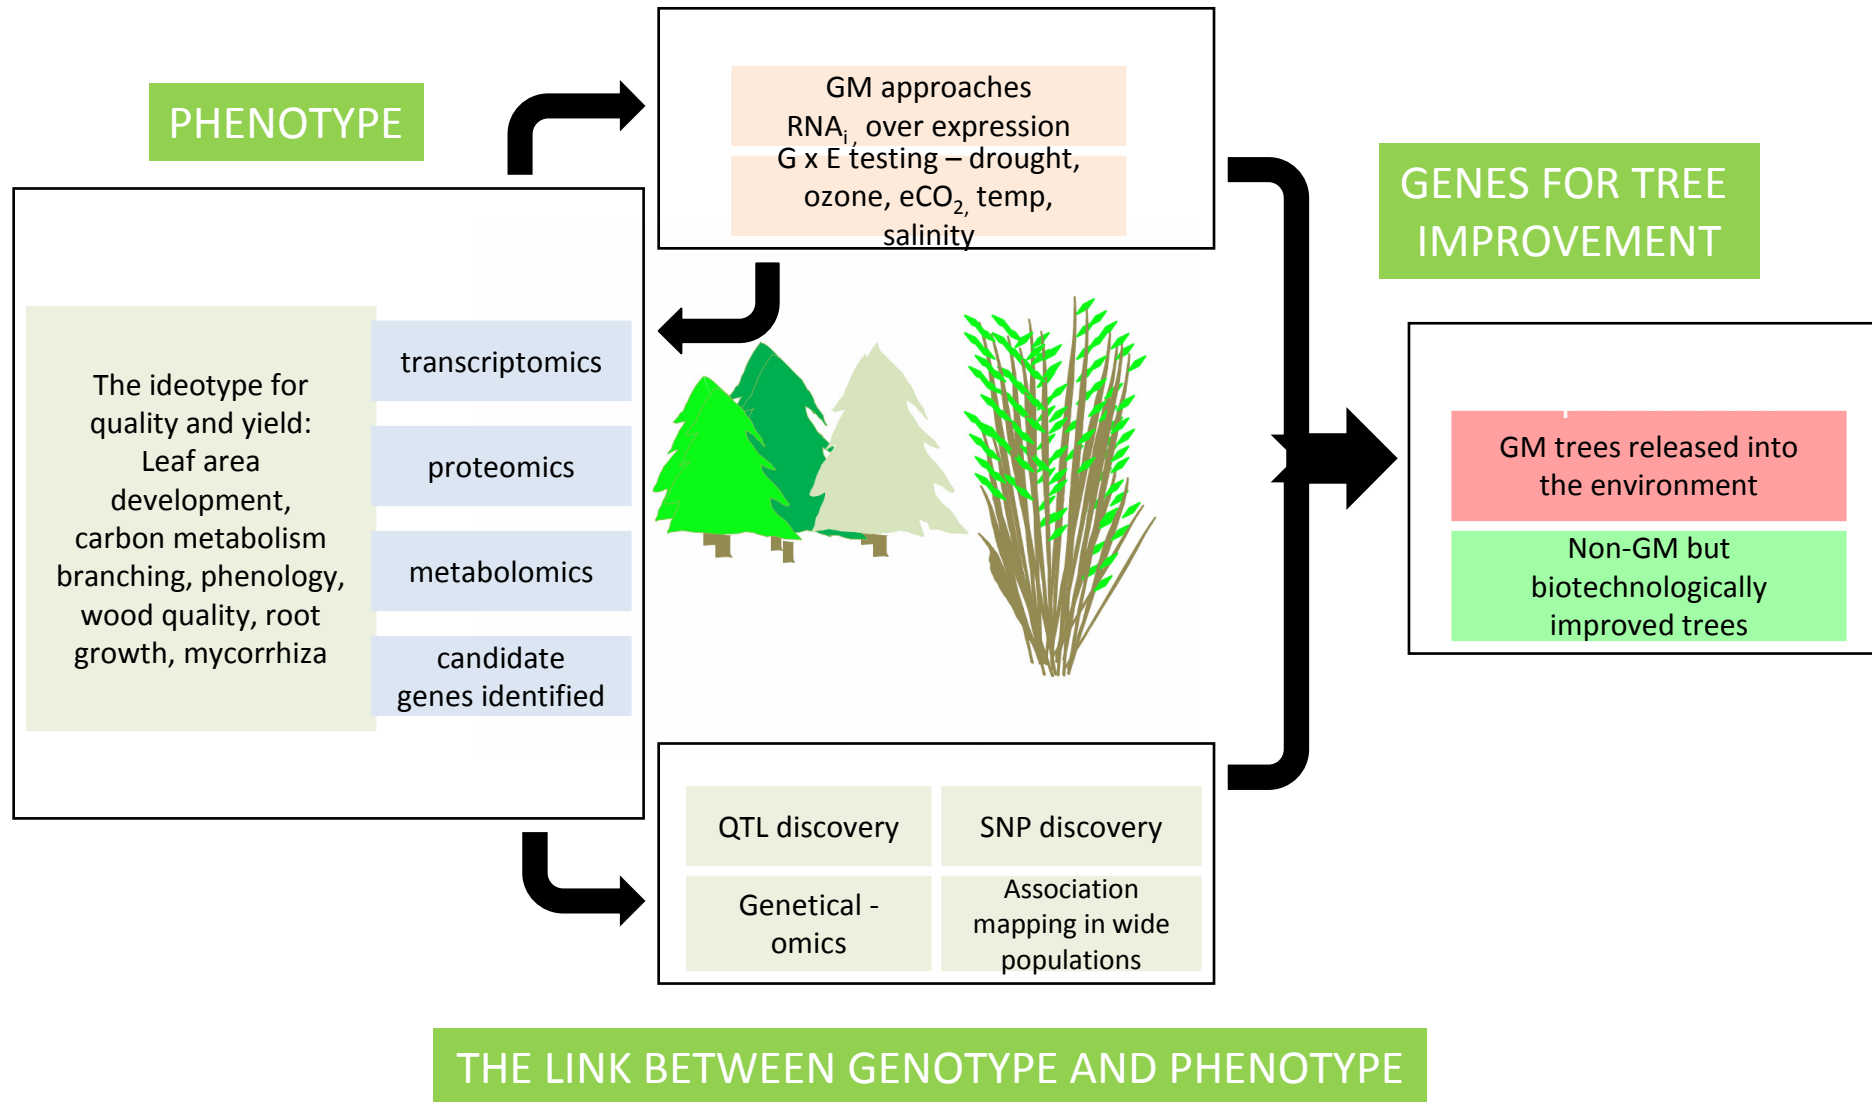 PHENOTYPE
GM approaches
RNAi, over expression
G x E testing – drought,
ozone, eCO2, temp,
salinity
GENES FOR TREE
IMPROVEMENT
The ideotype for
quality and yield:
Leaf area
development,
carbon metabolism
branching, phenology,
wood quality, root
growth, mycorrhiza
transcriptomics
proteomics
metabolomics
candidate
genes identified
GM trees released into
the environment
Non-GM but
biotechnologically
improved trees
QTL discovery
SNP discovery
Genetical -
omics
Association
mapping in wide
populations
THE LINK BETWEEN GENOTYPE AND PHENOTYPE